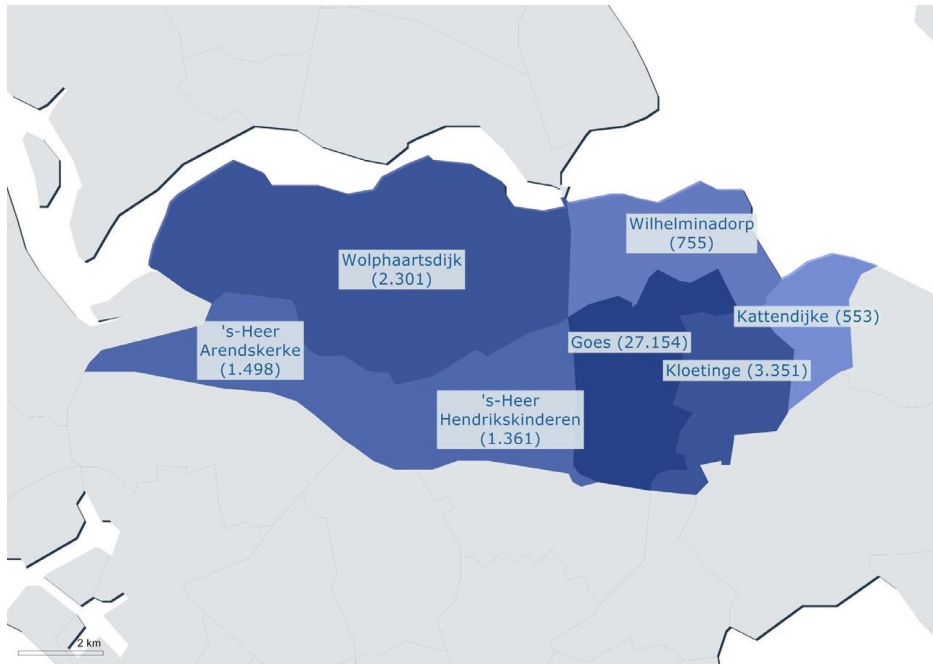 Wilhelminadorp
(755)
Wolphaartsdijk
(2.301)
Kattendijke (553)
's-Heer
Arendskerke
(1.498)
Goes (27.154)
Kloetinge (3.351)
's-Heer
Hendrikskinderen
(1.361)
2 km